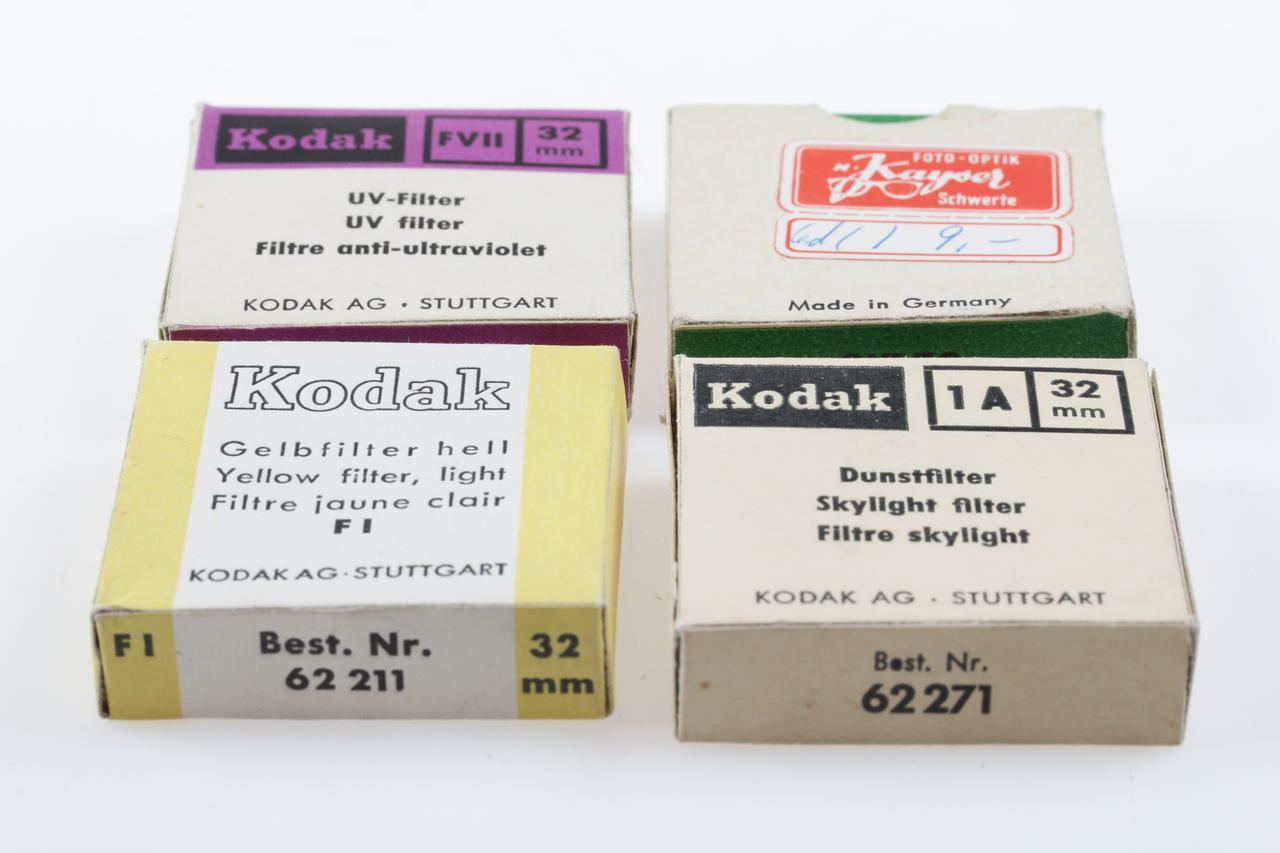 Kodak FVII 32 mm
UV-Filter
UV filter
Filtre anti-ultraviolet
KODAK AG · STUTTGART
FOTO-OPTIK
H. Kayser
Schwerte
9,-
Made in Germany
Kodak
Gelbfilter hell
Yellow filter, light
Filtre jaune clair
F I
KODAK AG · STUTTGART
F I Best. Nr. 32
62 211 mm
Kodak 1A 32 mm
Dunstfilter
Skylight filter
Filtre skylight
KODAK AG · STUTTGART
Best. Nr.
62 271